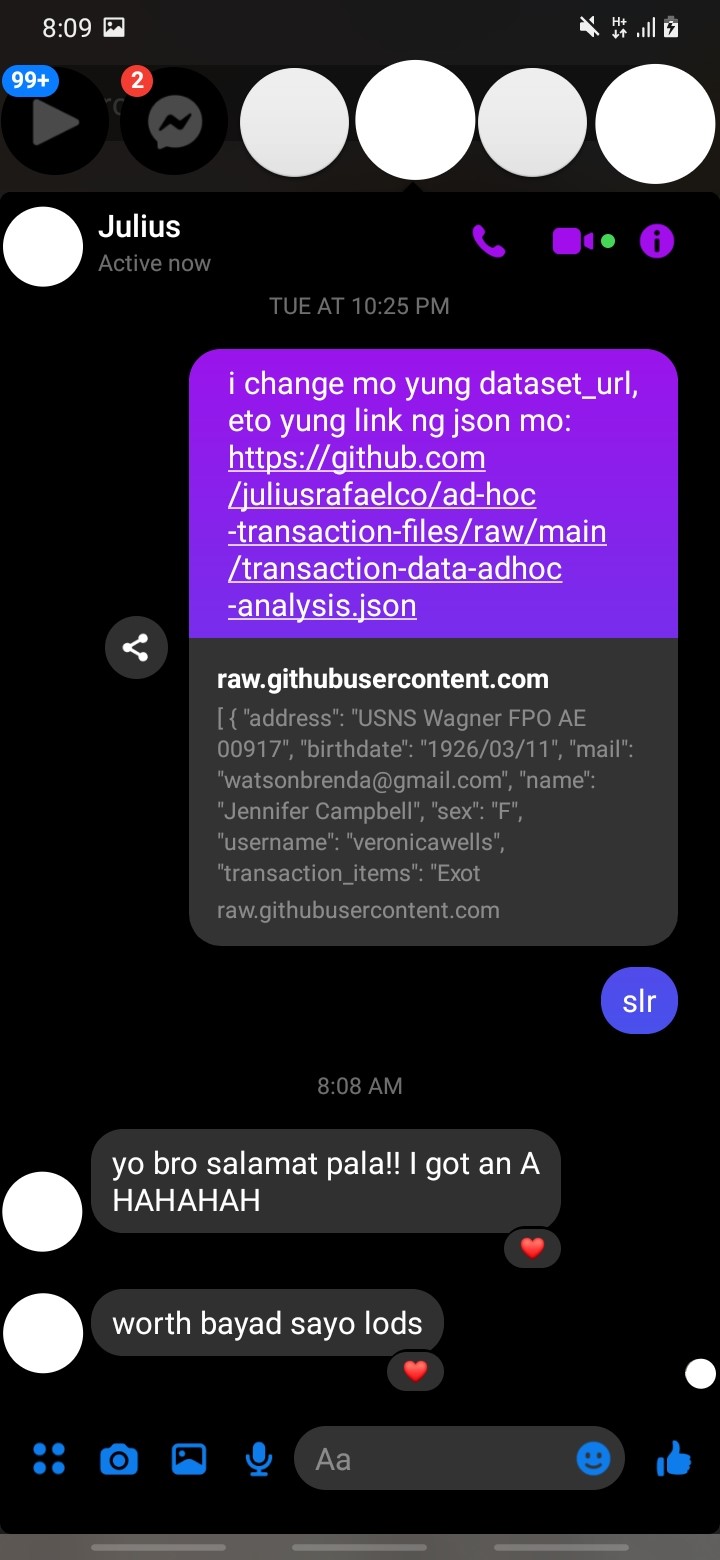 8:09
H+
99+
2
Julius
Active now
TUE AT 10:25 PM
i change mo yung dataset_url,
eto yung link ng json mo:
https://github.com
/juliusrafaelco/ad-hoc
-transaction-files/raw/main
/transaction-data-adhoc
-analysis.json
raw.githubusercontent.com
[ { "address": "USNS Wagner FPO AE
00917", "birthdate": "1926/03/11", "mail":
"watsonbrenda@gmail.com", "name":
"Jennifer Campbell", "sex": "F",
"username": "veronicawells",
"transaction_items": "Exot
raw.githubusercontent.com
slr
8:08 AM
yo bro salamat pala!! I got an A
HAHAHAH
worth bayad sayo lods
Aa